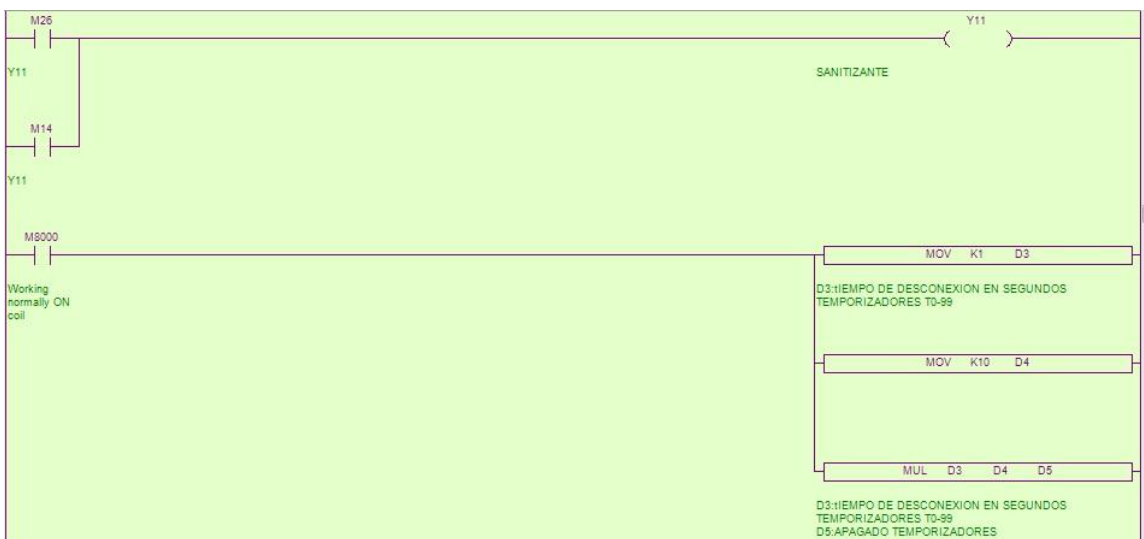 M26
Y11
Y11
SANITIZANTE
M14
Y11
M8000
MOV K1 D3
Working
normally ON
coil
D3:tIEMPO DE DESCONEXION EN SEGUNDOS
TEMPORIZADORES T0-99
MOV K10 D4
MUL D3 D4 D5
D3:tIEMPO DE DESCONEXION EN SEGUNDOS
TEMPORIZADORES T0-99
D5:APAGADO TEMPORIZADORES